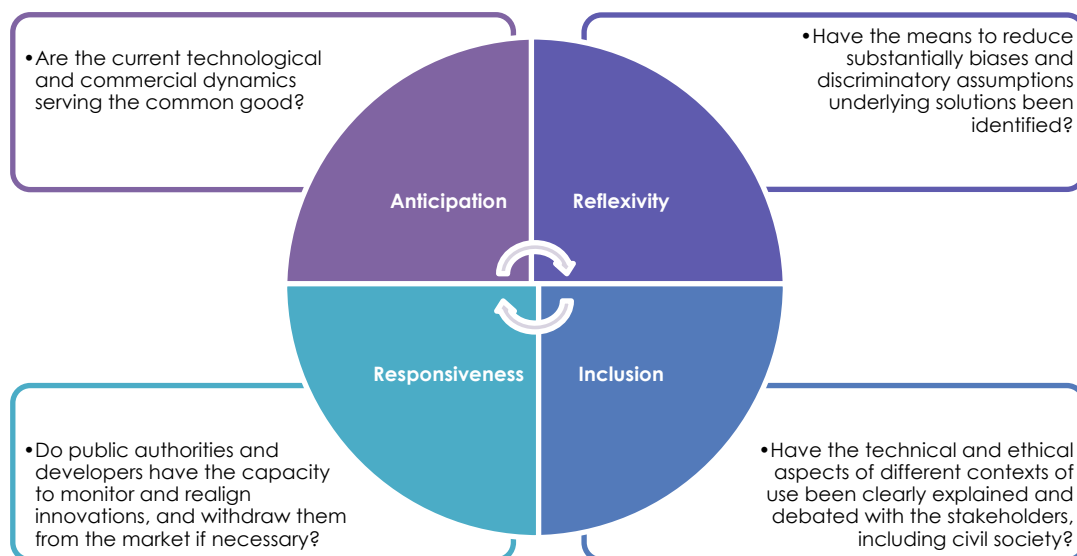 •Are the current technological
and commercial dynamics
serving the common good?
•Have the means to reduce
substantially biases and
discriminatory assumptions
underlying solutions been
identified?
Anticipation
Reflexivity
Responsiveness
Inclusion
•Do public authorities and
developers have the capacity
to monitor and realign
innovations, and withdraw them
from the market if necessary?
•Have the technical and ethical
aspects of different contexts of
use been clearly explained and
debated with the stakeholders,
including civil society?